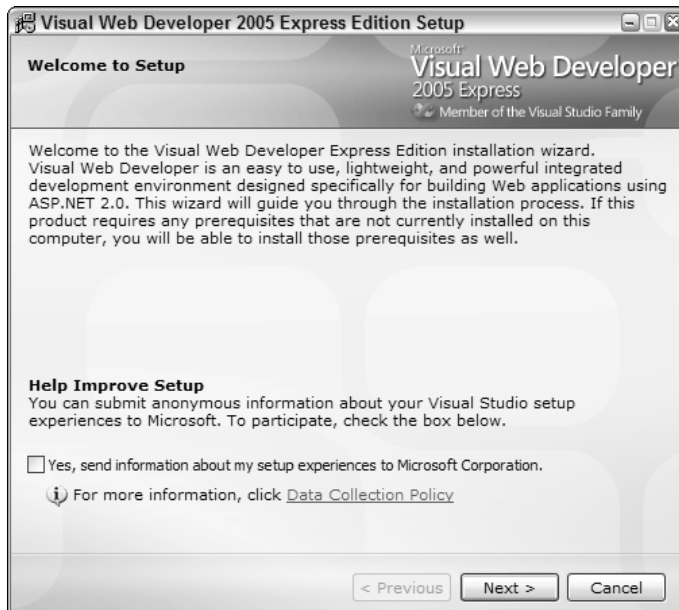 Visual Web Developer 2005 Express Edition Setup
Welcome to Setup
Microsoft
Visual Web Developer
2005 Express
Member of the Visual Studio Family
Welcome to the Visual Web Developer Express Edition installation wizard.
Visual Web Developer is an easy to use, lightweight, and powerful integrated
development environment designed specifically for building Web applications using
ASP.NET 2.0. This wizard will guide you through the installation process. If this
product requires any prerequisites that are not currently installed on this
computer, you will be able to install those prerequisites as well.
Help Improve Setup
You can submit anonymous information about your Visual Studio setup
experiences to Microsoft. To participate, check the box below.
Yes, send information about my setup experiences to Microsoft Corporation.
For more information, click Data Collection Policy
< Previous
Next >
Cancel